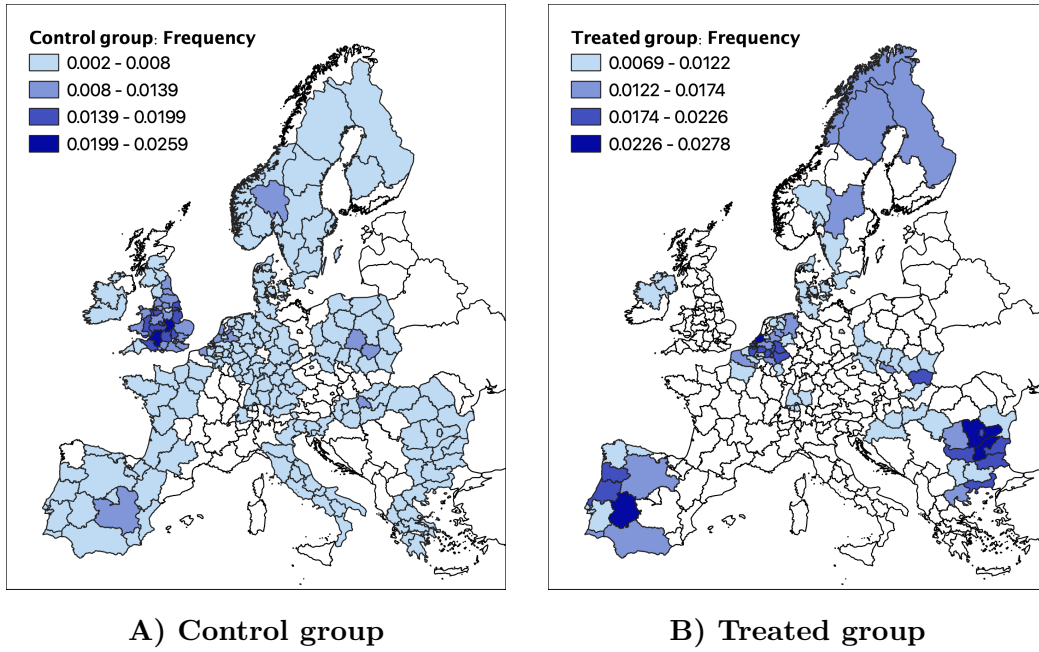 Control group: Frequency
0.002 - 0.008
0.008 - 0.0139
0.0139 - 0.0199
0.0199 - 0.0259
Treated group: Frequency
0.0069 - 0.0122
0.0122 - 0.0174
0.0174 - 0.0226
0.0226 - 0.0278
A) Control group
B) Treated group